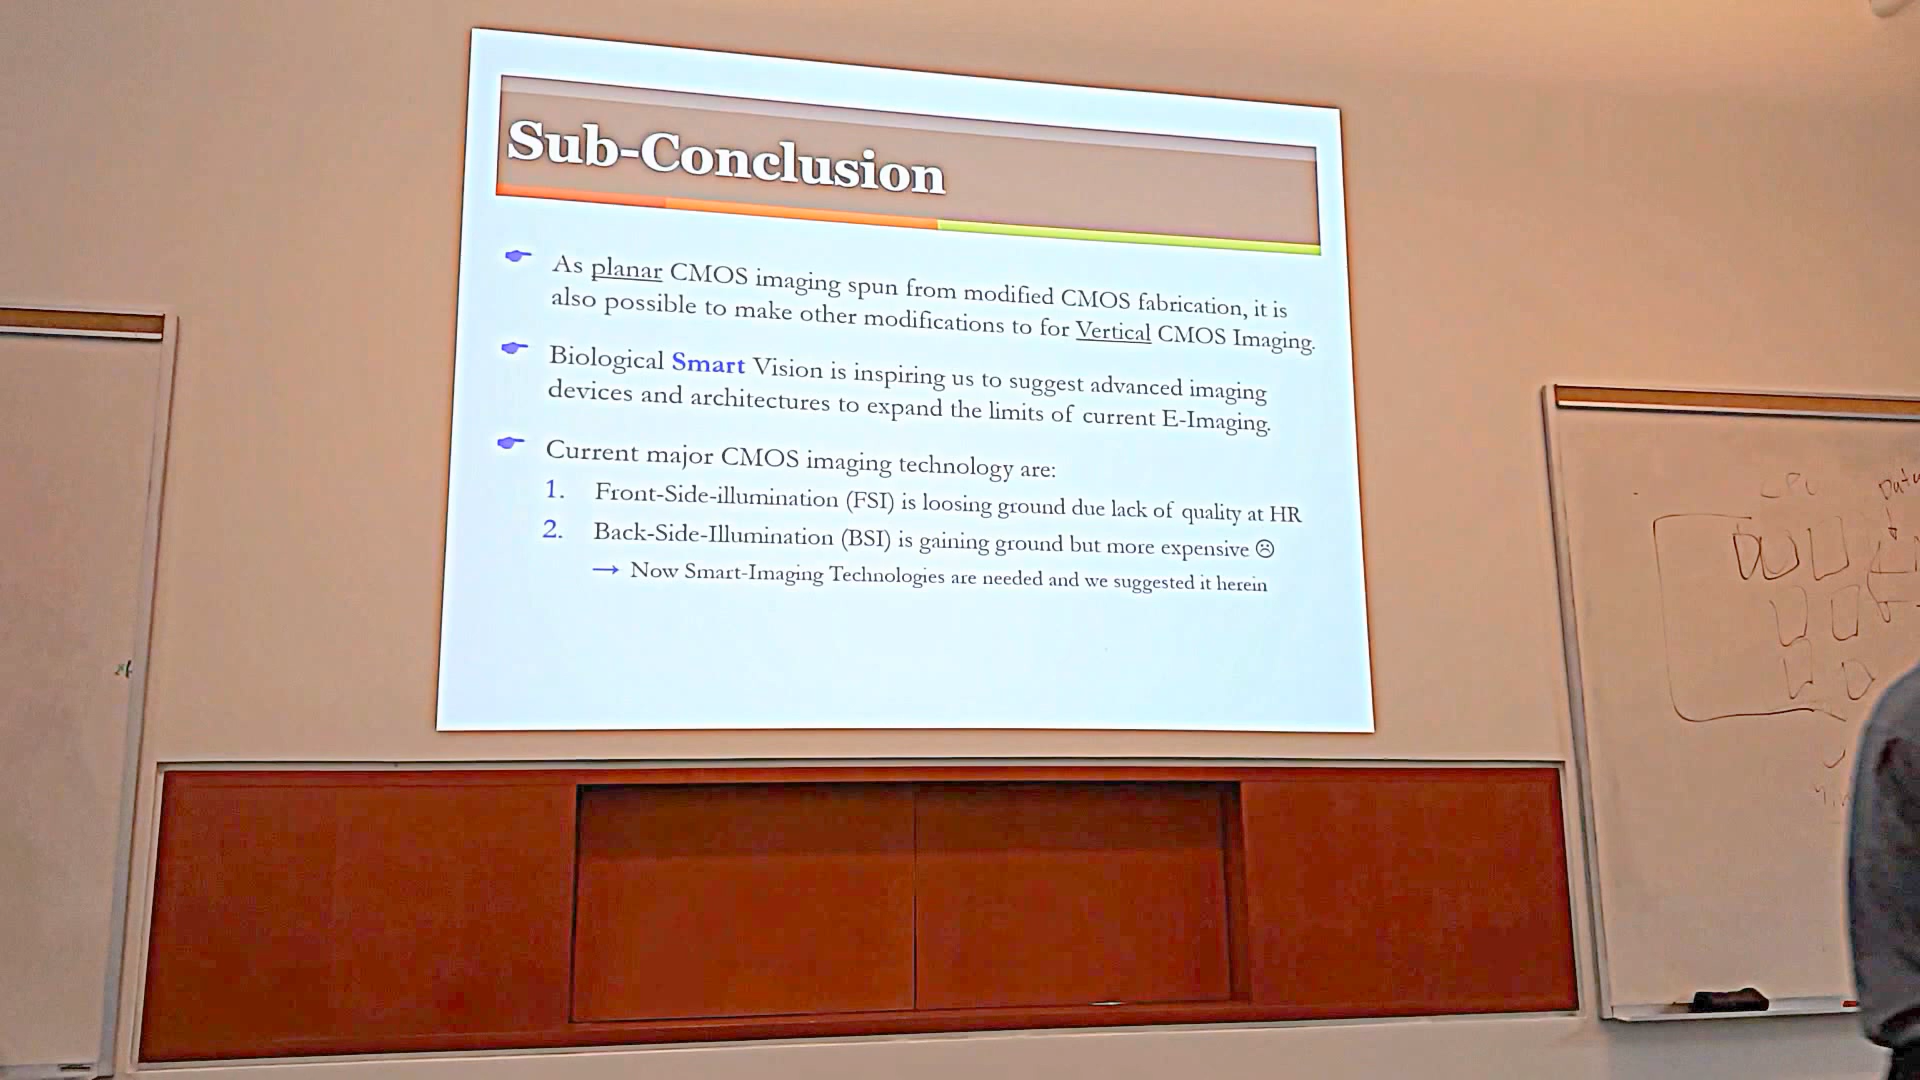 Sub-Conclusion
As planar CMOS imaging spun from modified CMOS fabrication, it is
also possible to make other modifications to for Vertical CMOS Imaging.
Biological Smart Vision is inspiring us to suggest advanced imaging
devices and architectures to expand the limits of current E-Imaging.
Current major CMOS imaging technology are:
1. Front-Side-illumination (FSI) is loosing ground due lack of quality at HR
2. Back-Side-Illumination (BSI) is gaining ground but more expensive ☹
→ Now Smart-Imaging Technologies are needed and we suggested it herein